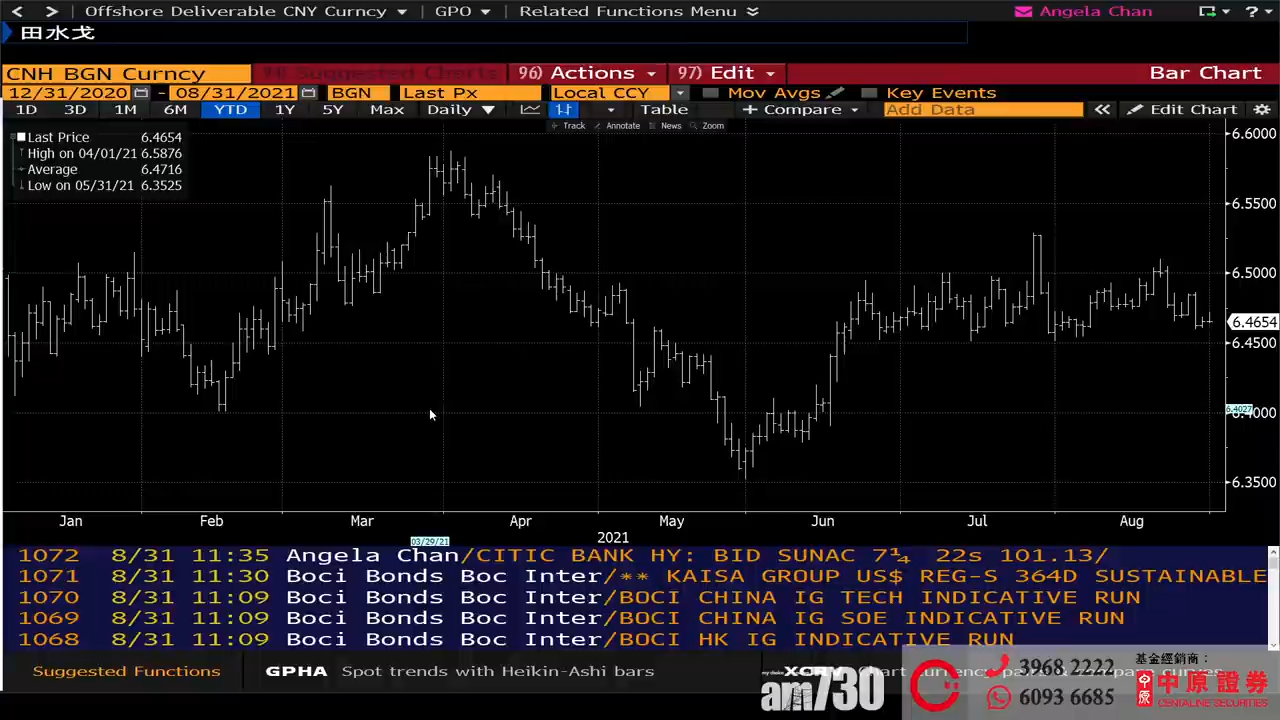 Offshore Deliverable CNY Curncy GPO Related Functions Menu Angela Chan ?
田水戈
CNH BGN Curncy 94) Suggested Charts 96) Actions 97) Edit Bar Chart
12/31/2020 - 08/31/2021 BGN Last Px Local CCY Mov Avgs Key Events
1D 3D 1M 6M YTD 1Y 5Y Max Daily Table + Compare Add Data Edit Chart
Track Annotate News Zoom
Last Price 6.4654
High on 04/01/21 6.5876
Average 6.4716
Low on 05/31/21 6.3525
6.6000
6.5500
6.5000
6.4654
6.4500
6.4027
6.3500
Jan Feb Mar Apr May Jun Jul Aug
03/29/21 2021
1072 8/31 11:35 Angela Chan/CITIC BANK HY: BID SUNAC 7¼ 22s 101.13/
1071 8/31 11:30 Boci Bonds Boc Inter/** KAISA GROUP US$ REG-S 364D SUSTAINABLE
1070 8/31 11:09 Boci Bonds Boc Inter/BOCI CHINA IG TECH INDICATIVE RUN
1069 8/31 11:09 Boci Bonds Boc Inter/BOCI CHINA IG SOE INDICATIVE RUN
1068 8/31 11:09 Boci Bonds Boc Inter/BOCI HK IG INDICATIVE RUN
Suggested Functions GPHA Spot trends with Heikin-Ashi bars
am730
3968 2222
6093 6685
基金經銷商：
中原證券
CENTALINE SECURITIES